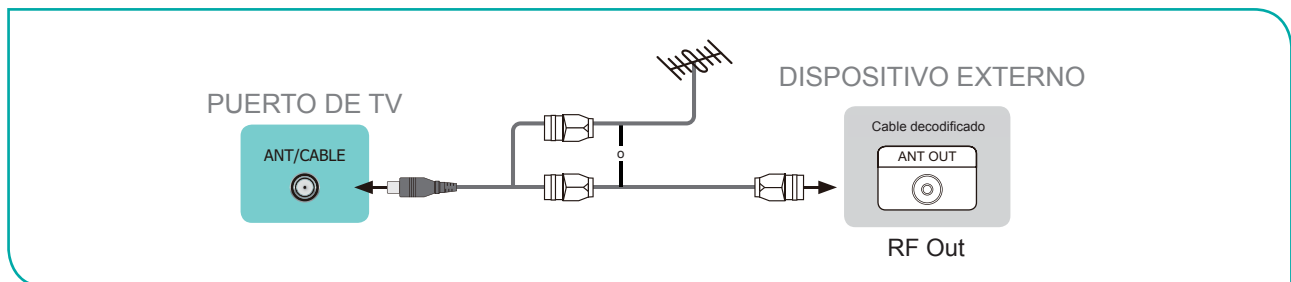 PUERTO DE TV
ANT/CABLE
o
DISPOSITIVO EXTERNO
Cable decodificado
ANT OUT
RF Out